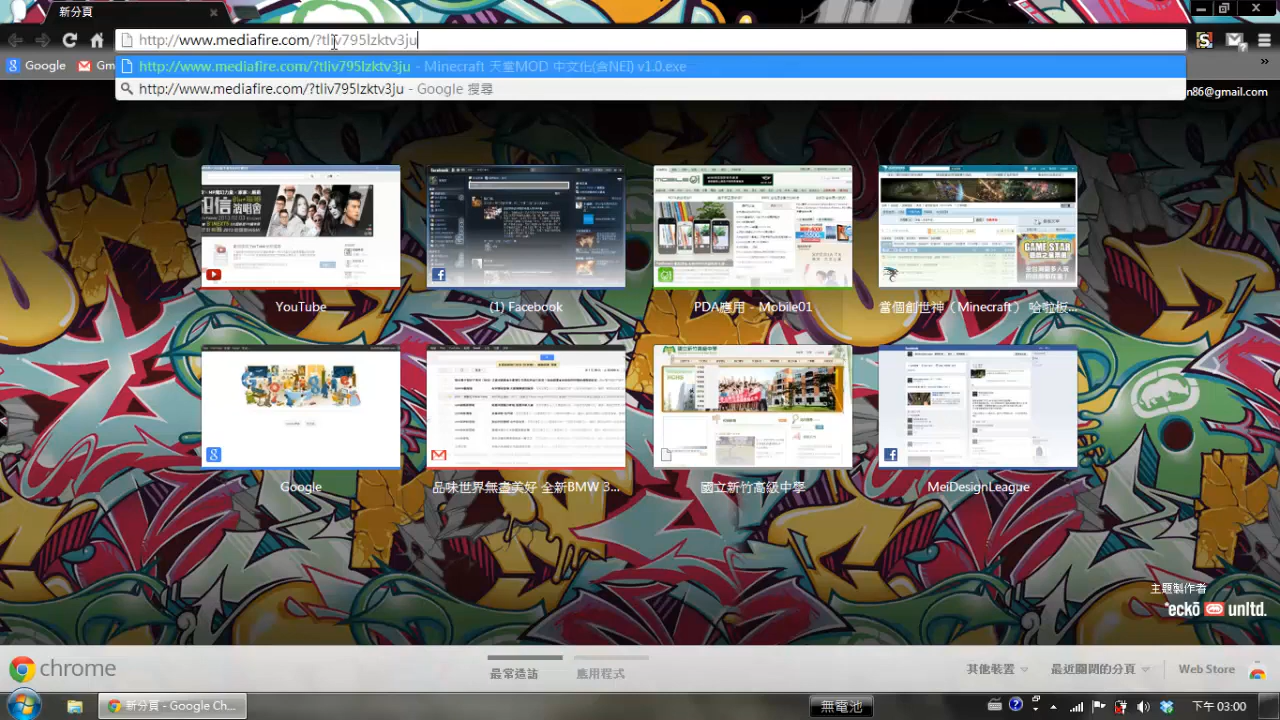 新分頁
http://www.mediafire.com/?tliv795lzktv3ju
Google
Gm
http://www.mediafire.com/?tliv795lzktv3ju - Minecraft 天堂MOD 中文化(含NEI) v1.0.exe
http://www.mediafire.com/?tliv795lzktv3ju - Google 搜尋
n86@gmail.com
YouTube
(1) Facebook
PDA應用 - Mobile01
當個創世神（Minecraft） 哈啦板...
GAME STAR
Google
品味世界無盡美好 全新BMW 3...
國立新竹高級中學
MeiDesignLeague
主題製作者
*eckō unltd.
chrome
最常造訪
應用程式
其他裝置
最近關閉的分頁
Web Store
新分頁 - Google Ch...
無電池
下午 03:00